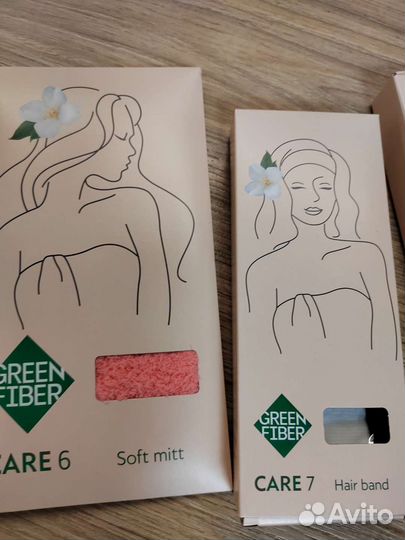 GREEN
FIBER
CARE 6
Soft mitt
GREEN
FIBER
CARE 7
Hair band
Avito